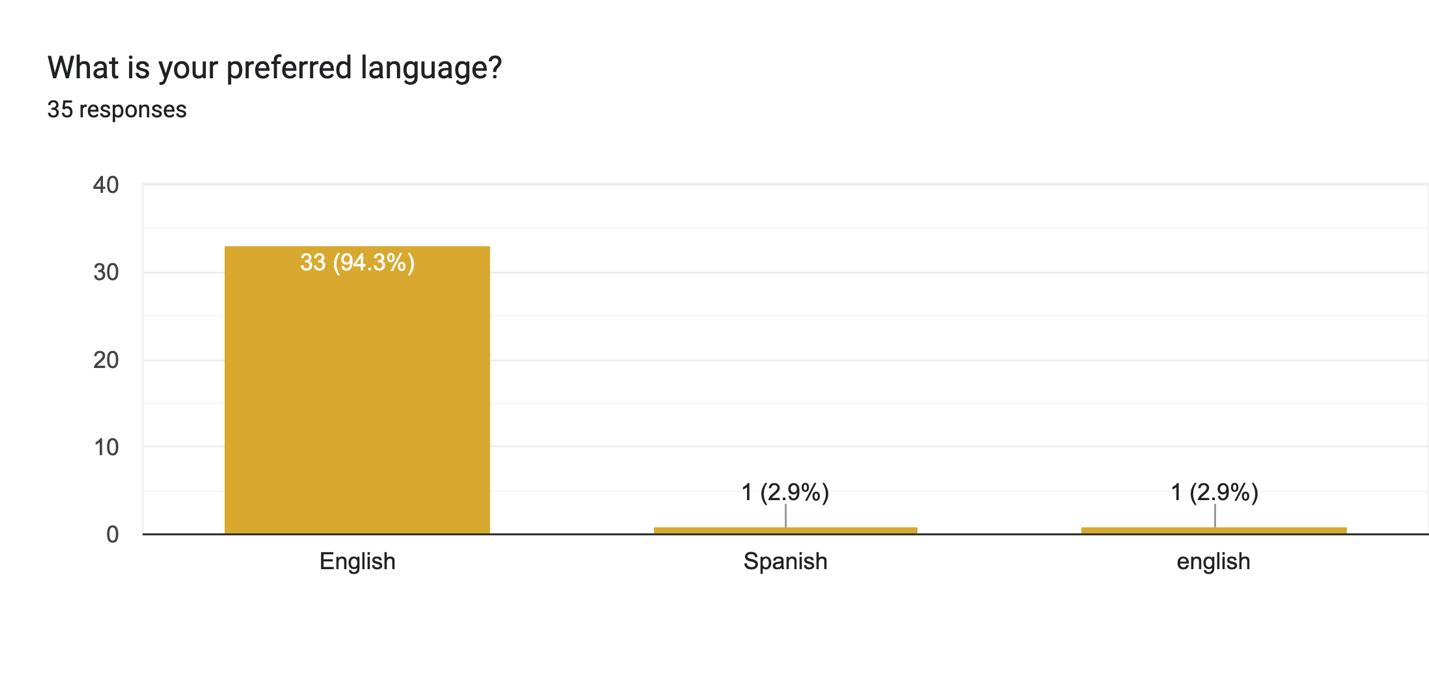 What is your preferred language?
35 responses
40
30
20
10
0
33 (94.3%)
1 (2.9%)
1 (2.9%)
English
Spanish
english